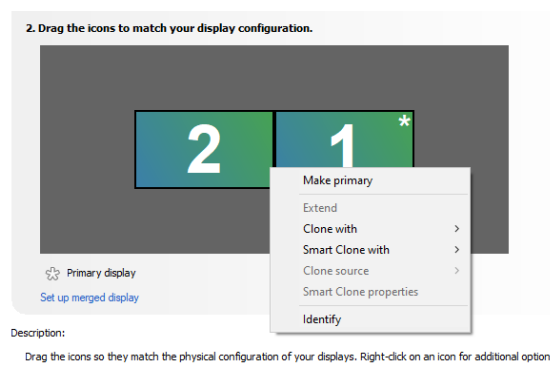 2. Drag the icons to match your display configuration.
2
1
*
Make primary
Extend
Clone with
Smart Clone with
Clone source
Smart Clone properties
Identify
Primary display
Set up merged display
Description:
Drag the icons so they match the physical configuration of your displays. Right-click on an icon for additional option